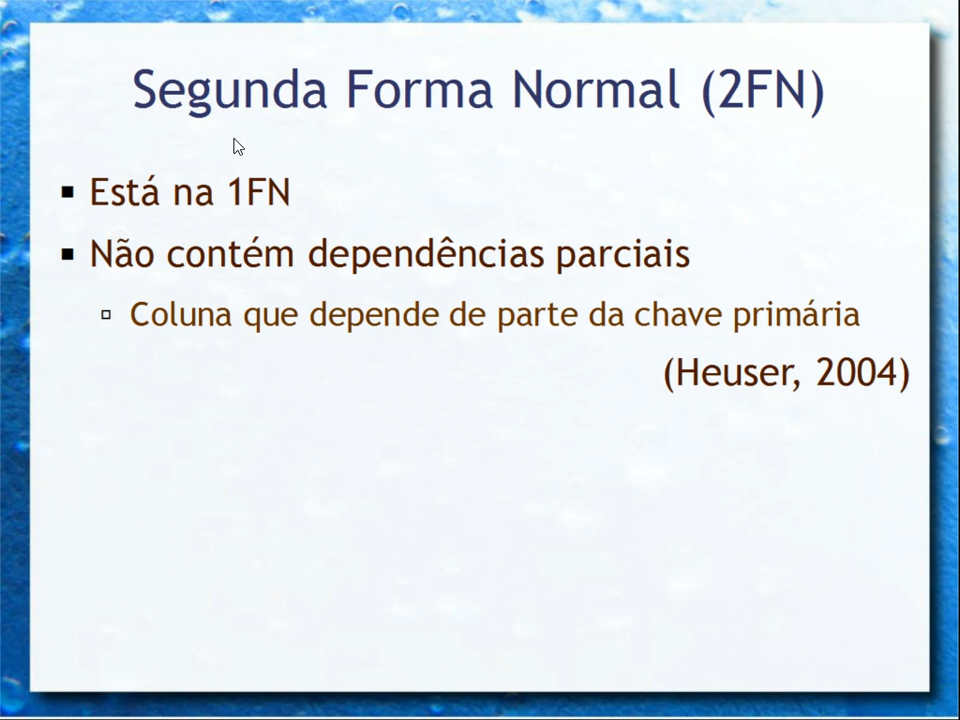 Segunda Forma Normal (2FN)
Está na 1FN
Não contém dependências parciais
Coluna que depende de parte da chave primária
(Heuser, 2004)